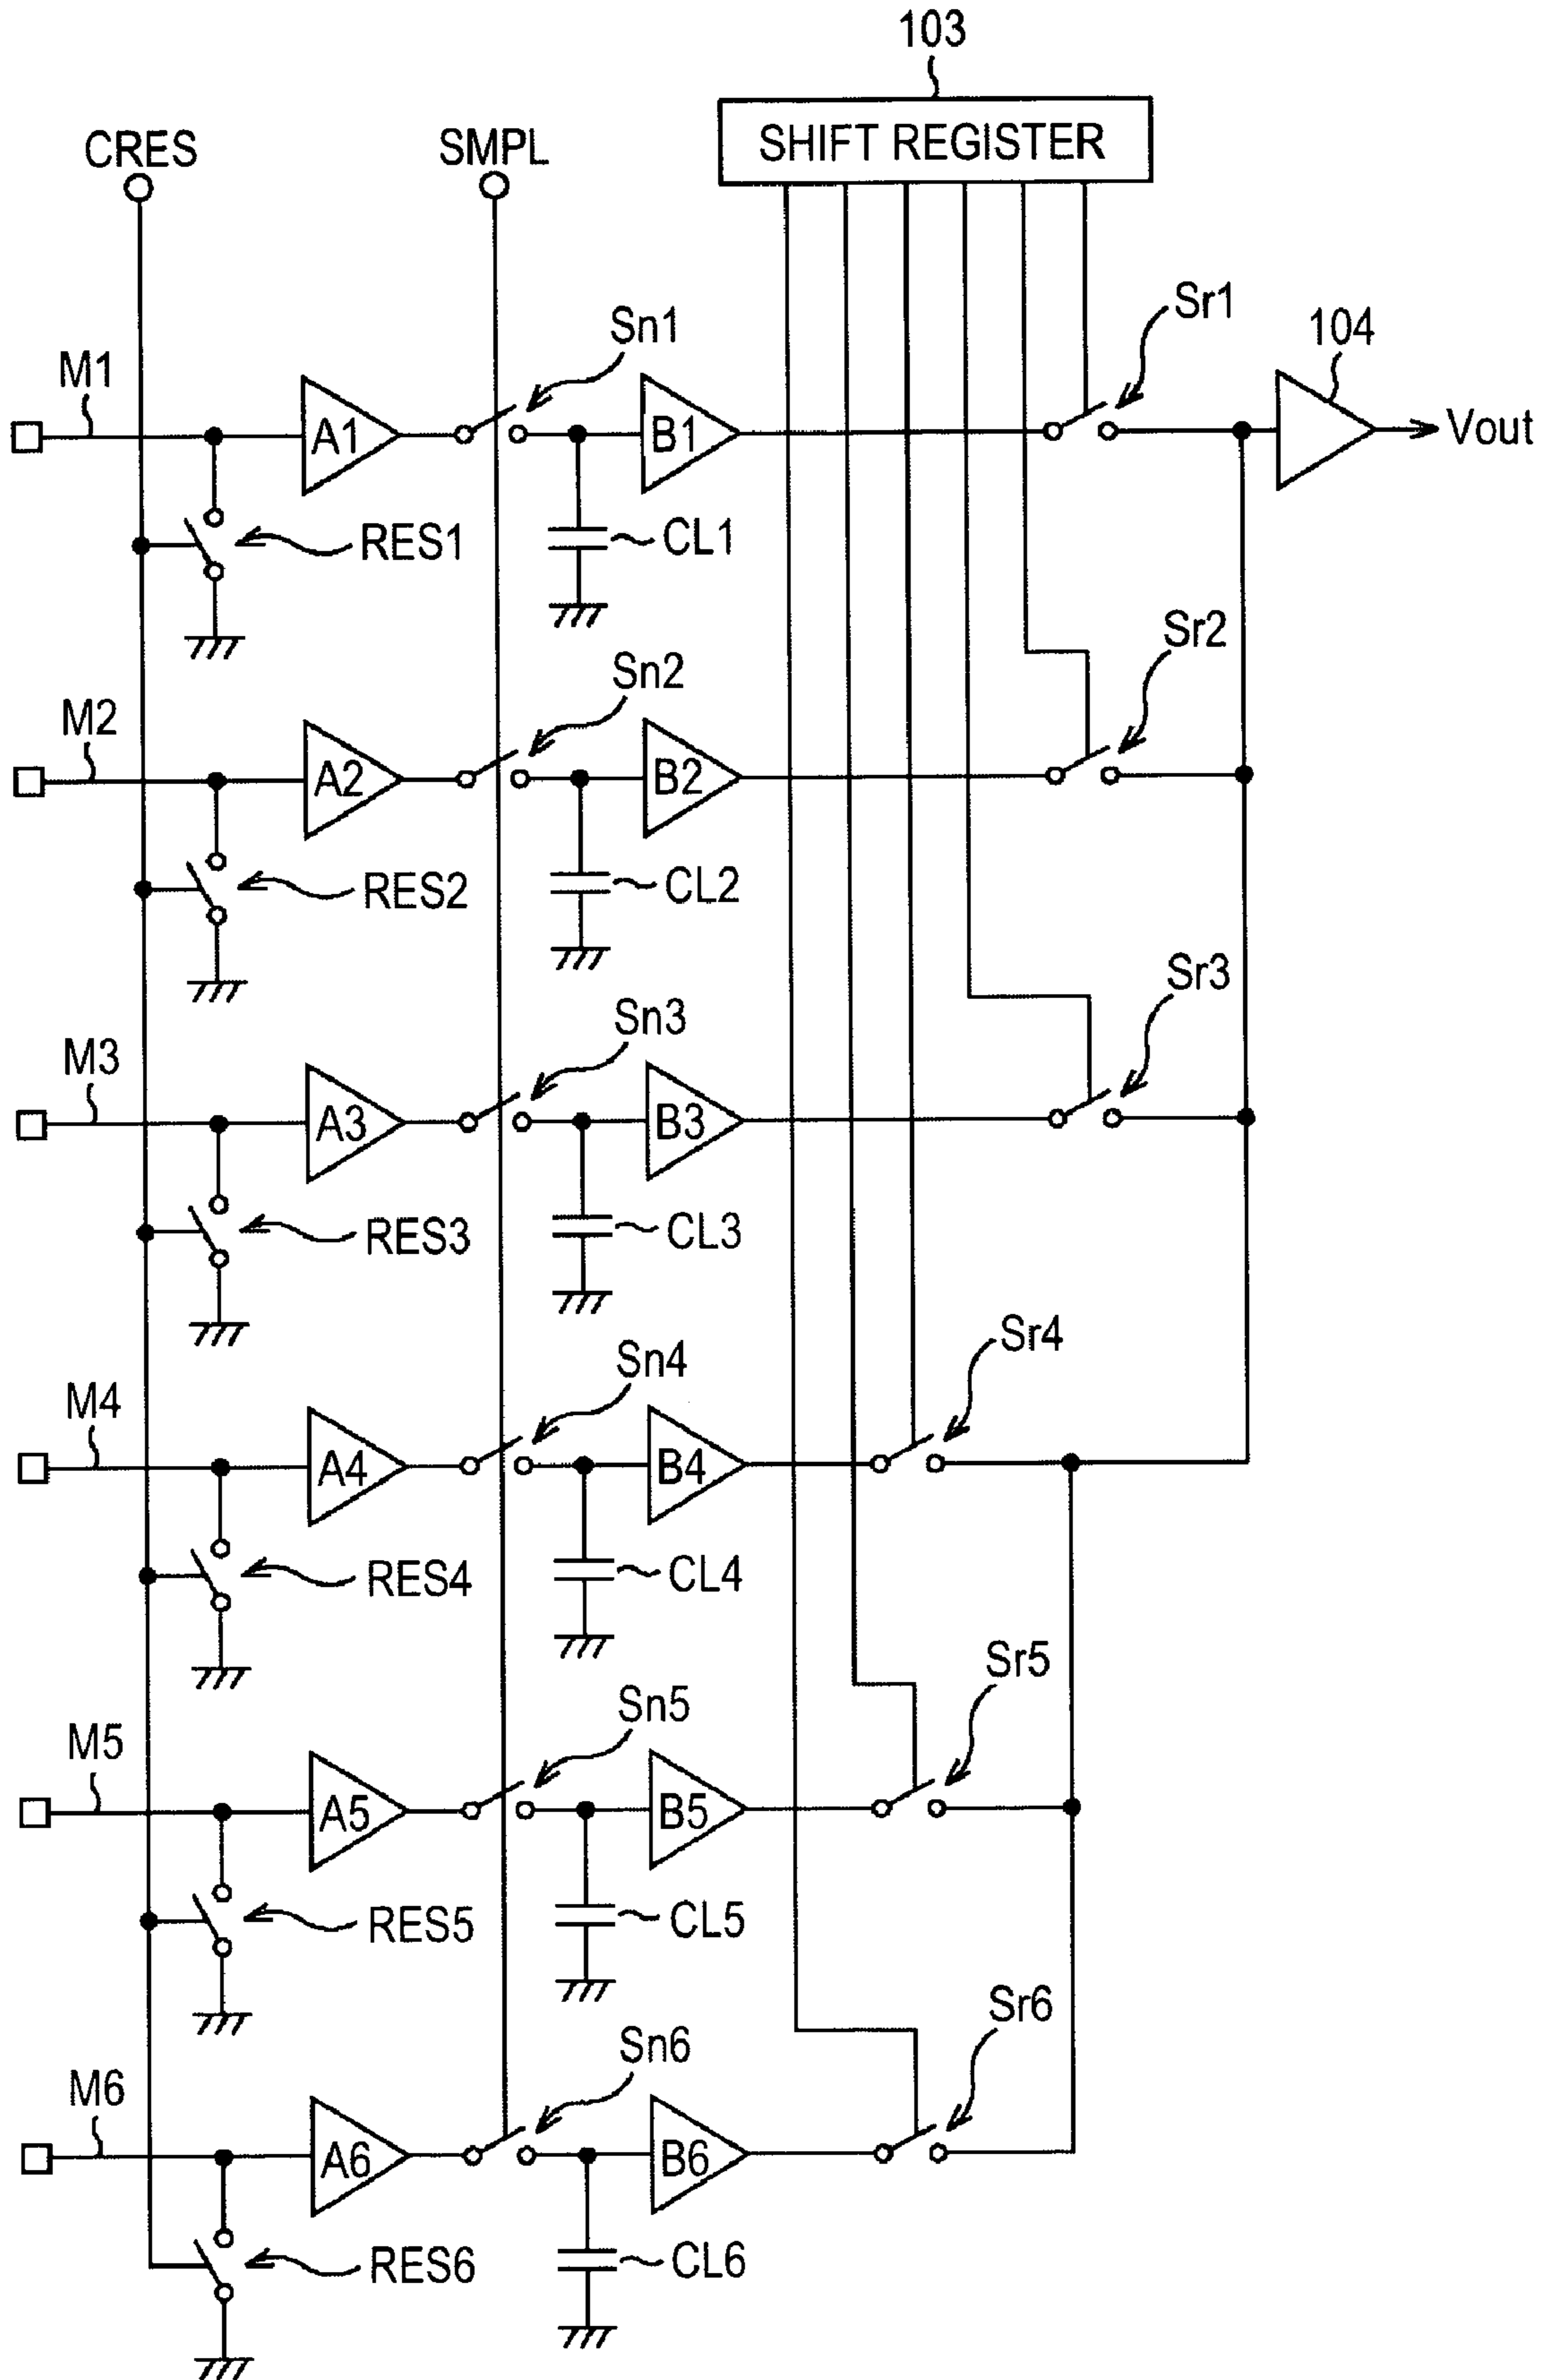 103
CRES
SMPL
SHIFT REGISTER
Sn1
Sr1
104
M1
A1
B1
Vout
RES1
CL1
Sn2
Sr2
M2
A2
B2
RES2
CL2
Sn3
Sr3
M3
A3
B3
RES3
CL3
Sn4
Sr4
M4
A4
B4
RES4
CL4
Sn5
Sr5
M5
A5
B5
RES5
CL5
Sn6
Sr6
M6
A6
B6
RES6
CL6